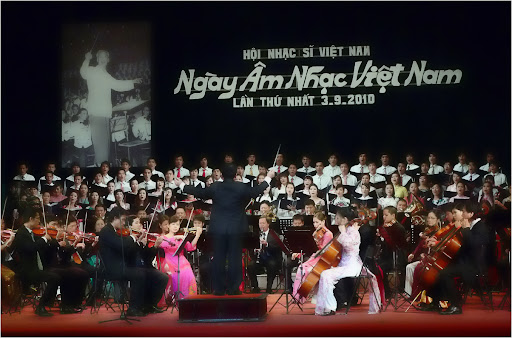 HỘI NHẠC SĨ VIỆT NAM
Ngày Âm Nhạc Việt Nam
LẦN THỨ NHẤT 3.9.2010